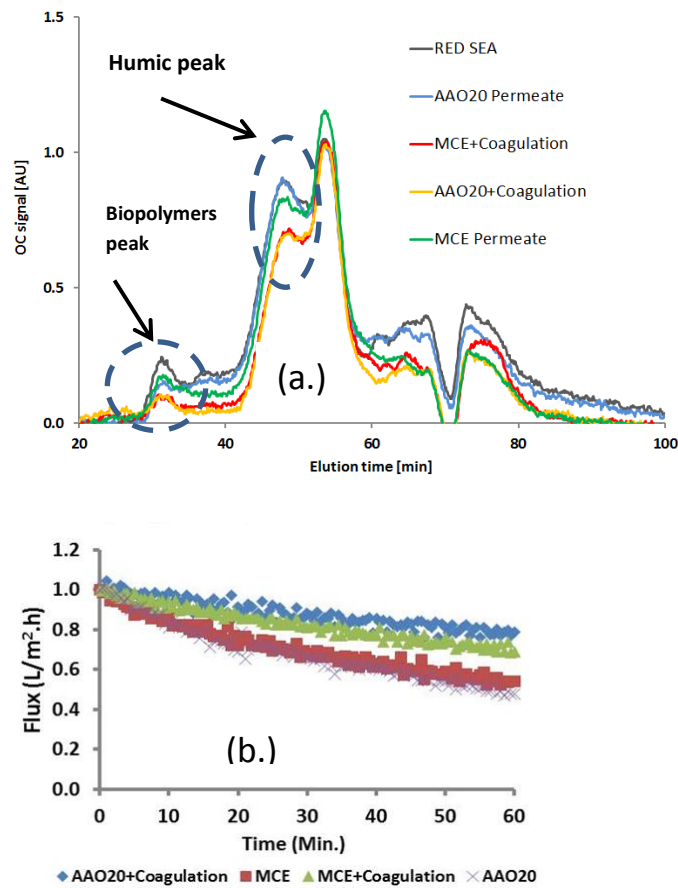 1.5
Humic peak
RED SEA
AAO20 Permeate
1.0
MCE+Coagulation
OC signal [AU]
Biopolymers
peak
AAO20+Coagulation
MCE Permeate
0.5
(a.)
0.0
20 40 60 80 100
Elution time [min]
1.2
1.0
0.8
0.6
Flux (L/m².h)
0.4
(b.)
0.2
0.0
0 10 20 30 40 50 60
Time (Min.)
AAO20+Coagulation MCE MCE+Coagulation AAO20